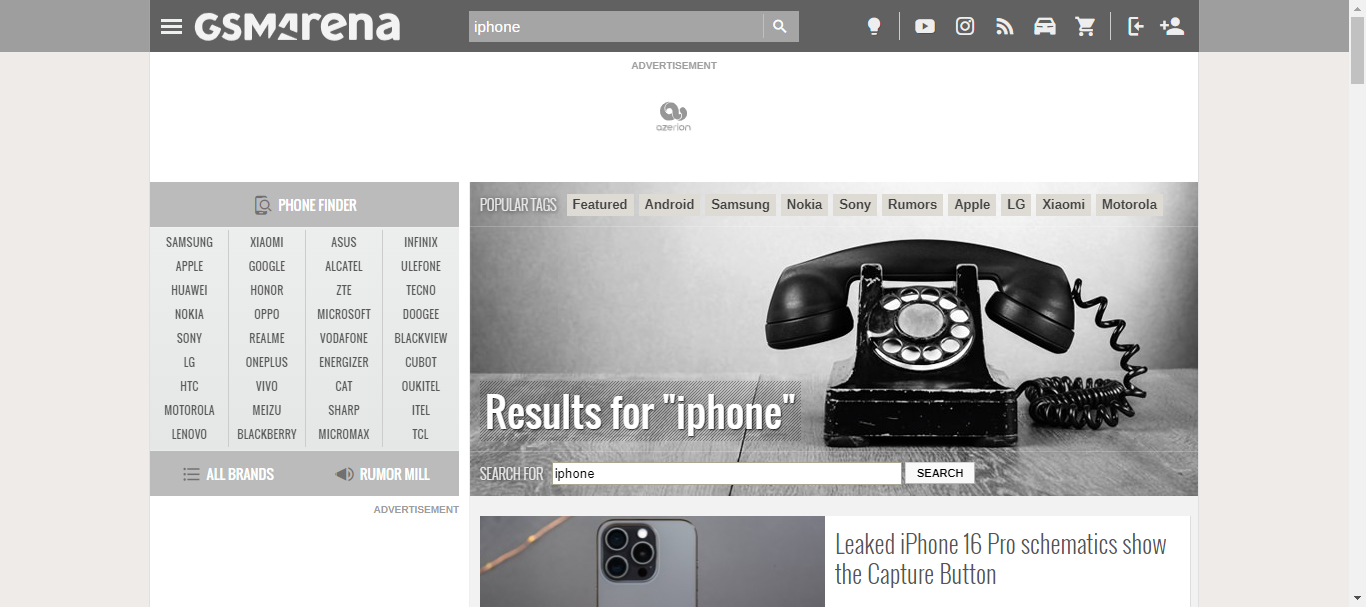 GSMArena
iphone
ADVERTISEMENT
azerion
PHONE FINDER
SAMSUNG XIAOMI ASUS INFINIX
APPLE GOOGLE ALCATEL ULEFONE
HUAWEI HONOR ZTE TECNO
NOKIA OPPO MICROSOFT DOOGEE
SONY REALME VODAFONE BLACKVIEW
LG ONEPLUS ENERGIZER CUBOT
HTC VIVO CAT OUKITEL
MOTOROLA MEIZU SHARP ITEL
LENOVO BLACKBERRY MICROMAX TCL
ALL BRANDS RUMOR MILL
ADVERTISEMENT
POPULAR TAGS Featured Android Samsung Nokia Sony Rumors Apple LG Xiaomi Motorola
Results for "iphone"
SEARCH FOR iphone SEARCH
Leaked iPhone 16 Pro schematics show
the Capture Button